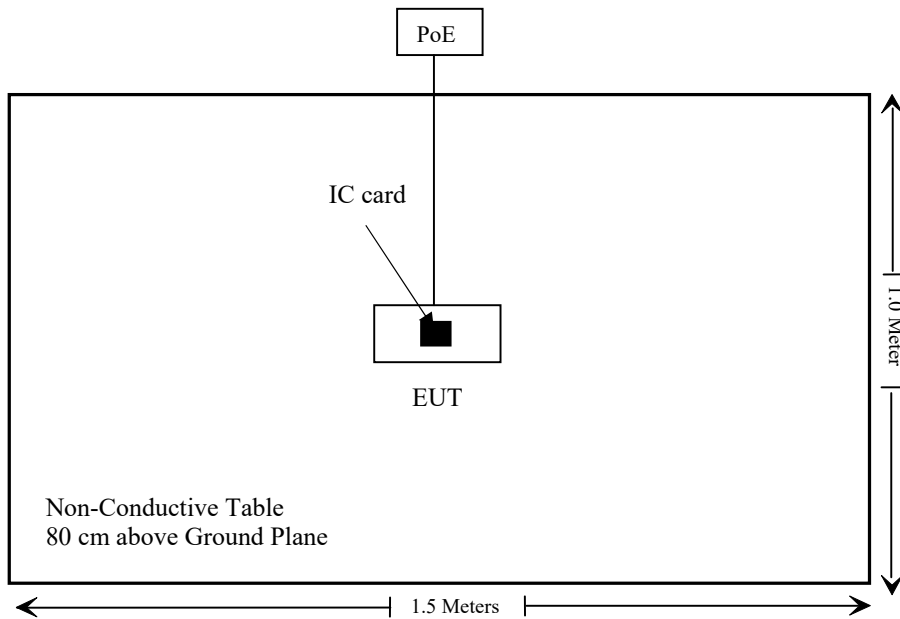 PoE
IC card
EUT
1.0 Meter
Non-Conductive Table
80 cm above Ground Plane
1.5 Meters